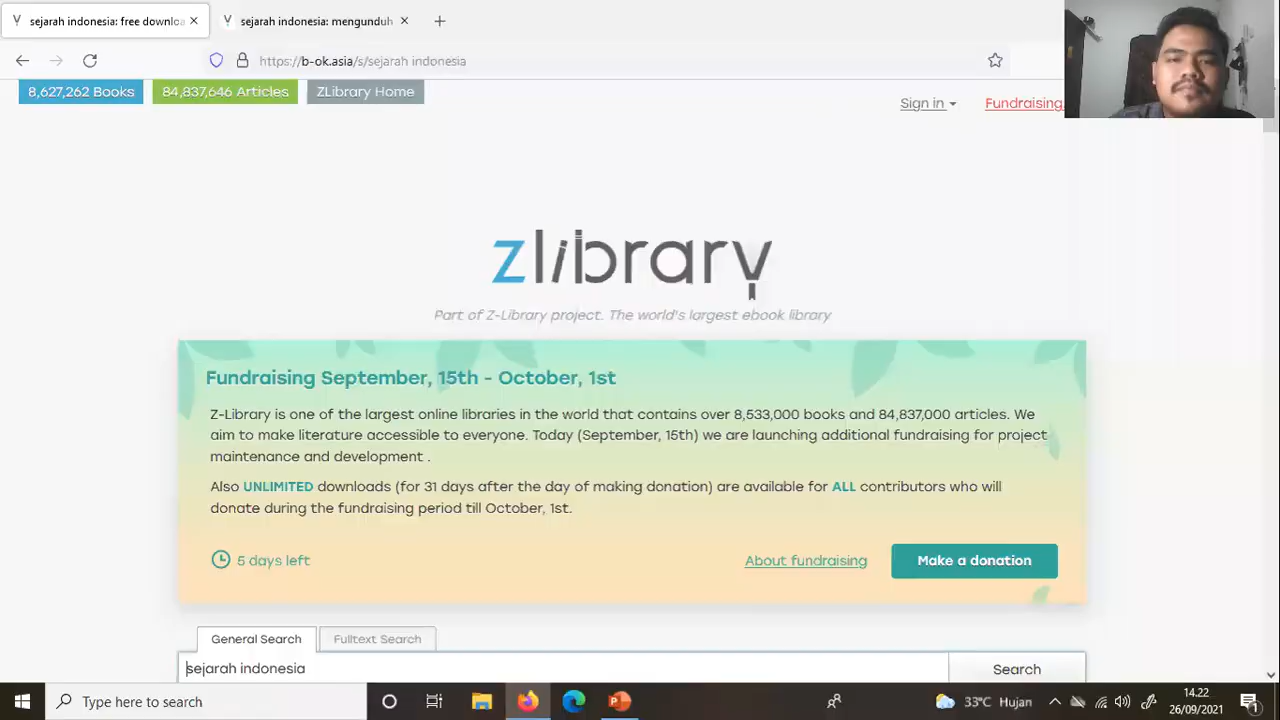 sejarah indonesia: free downlo
sejarah indonesia: mengunduh
https://b-ok.asia/s/sejarah indonesia
8,627,262 Books
84,837,646 Articles
ZLibrary Home
Sign in
Fundraising
zlibrary
Part of Z-Library project. The world's largest ebook library
Fundraising September, 15th - October, 1st
Z-Library is one of the largest online libraries in the world that contains over 8,533,000 books and 84,837,000 articles. We
aim to make literature accessible to everyone. Today (September, 15th) we are launching additional fundraising for project
maintenance and development .
Also UNLIMITED downloads (for 31 days after the day of making donation) are available for ALL contributors who will
donate during the fundraising period till October, 1st.
5 days left
About fundraising
Make a donation
General Search
Fulltext Search
sejarah indonesia
Search
Type here to search
33°C Hujan
14.22
26/09/2021
1